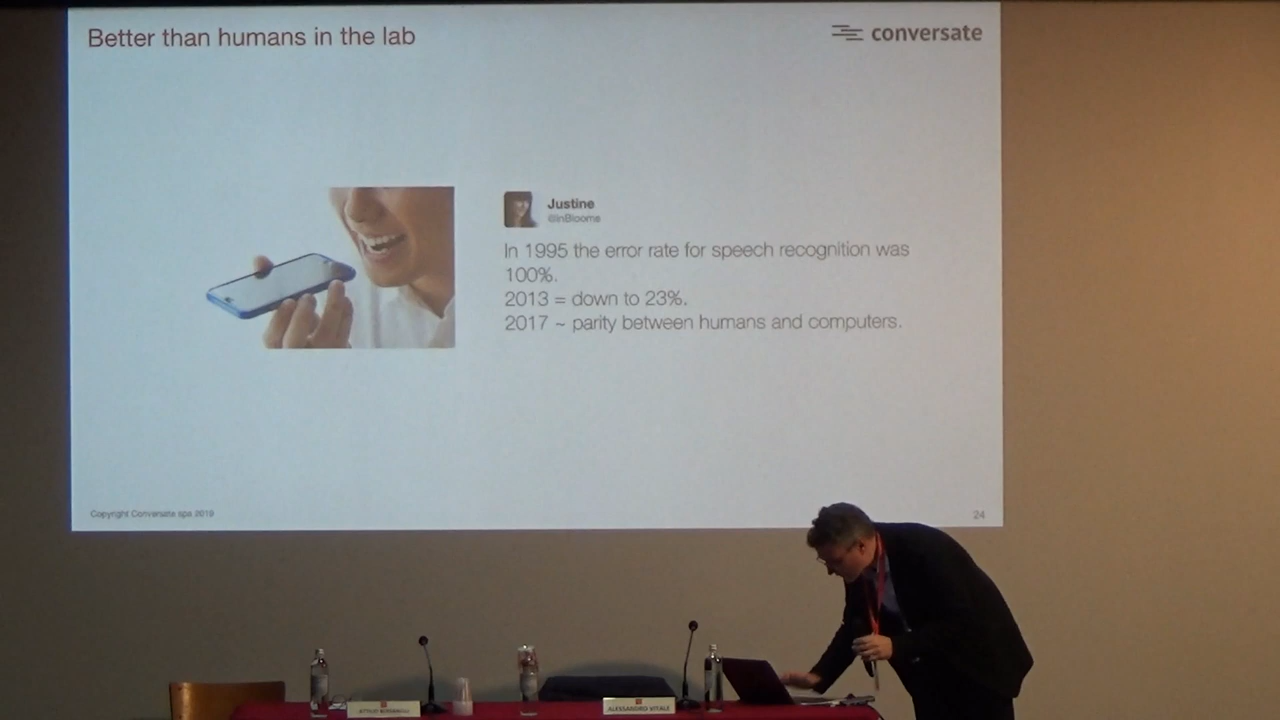 Better than humans in the lab
conversate
Justine
@InBloome
In 1995 the error rate for speech recognition was
100%.
2013 = down to 23%.
2017 ~ parity between humans and computers.
Copyright Conversate spa 2019
24
ALESSANDRO VITALE